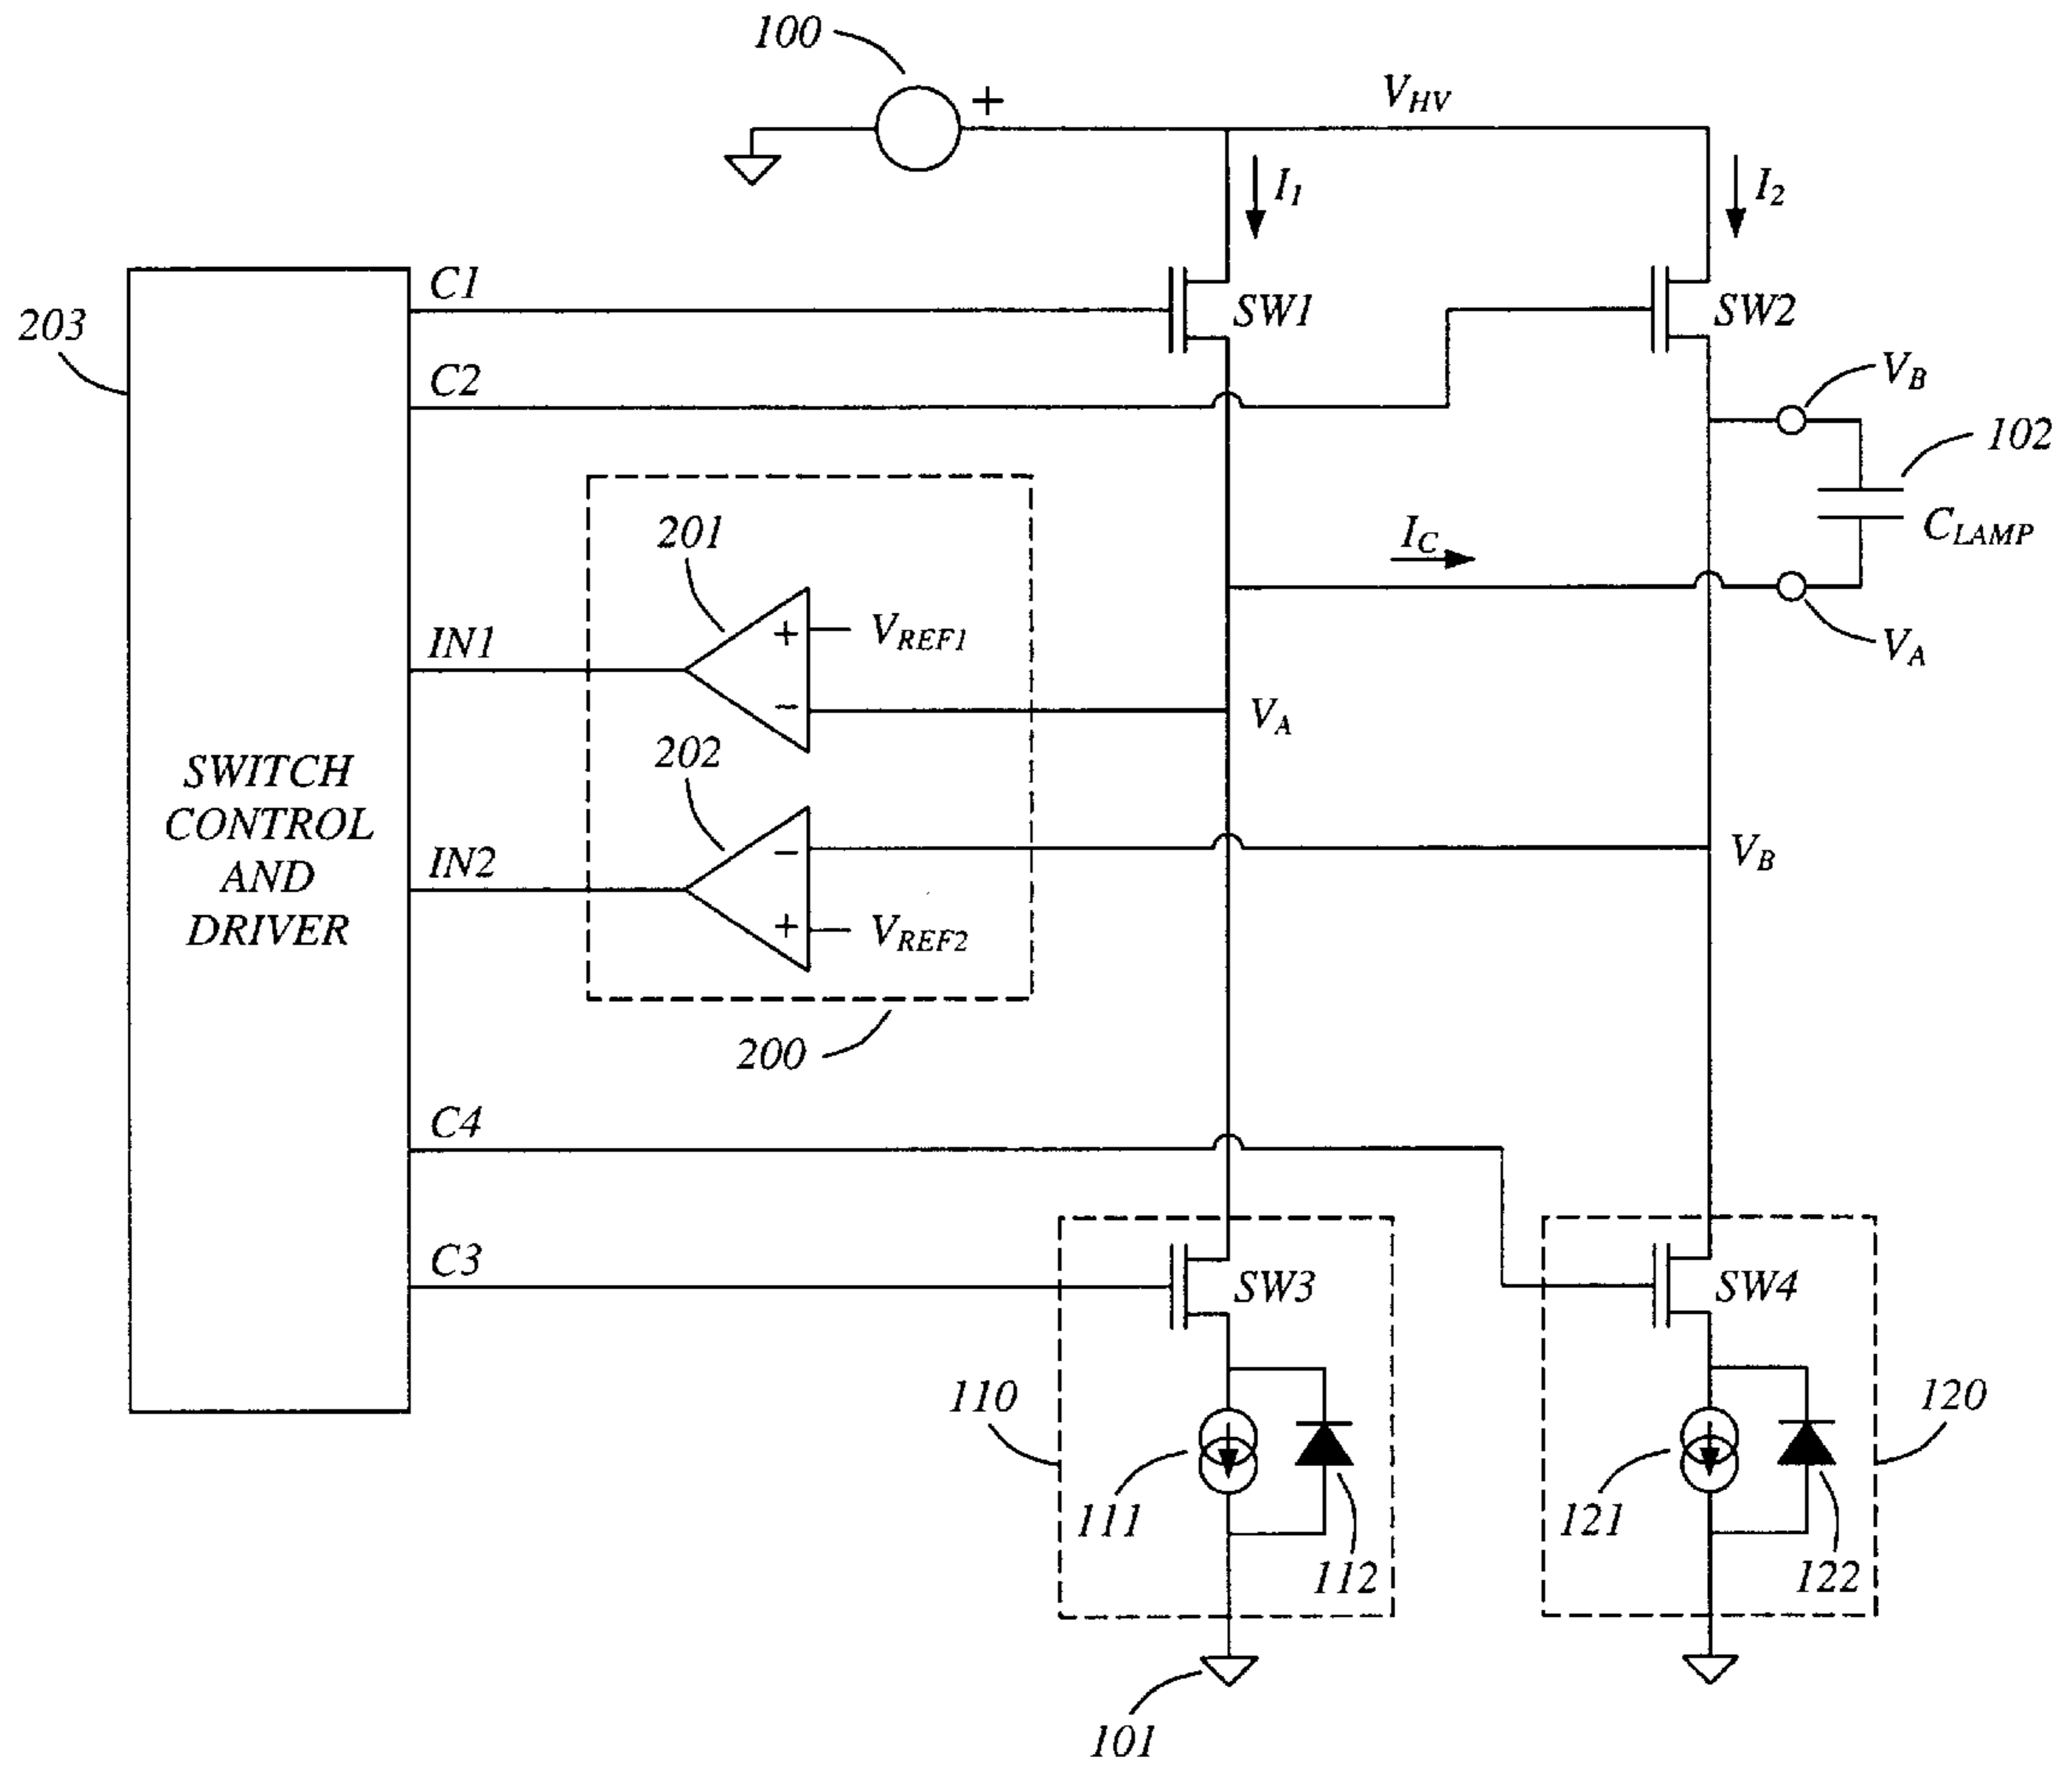 100
+
V_HV
I_1
I_2
C1
SW1
SW2
203
C2
V_B
102
C_LAMP
I_C
201
+
V_REF1
IN1
−
V_A
V_A
202
SWITCH
CONTROL
AND
DRIVER
−
V_B
IN2
+
V_REF2
200
C4
C3
SW3
SW4
110
120
111
112
121
122
101